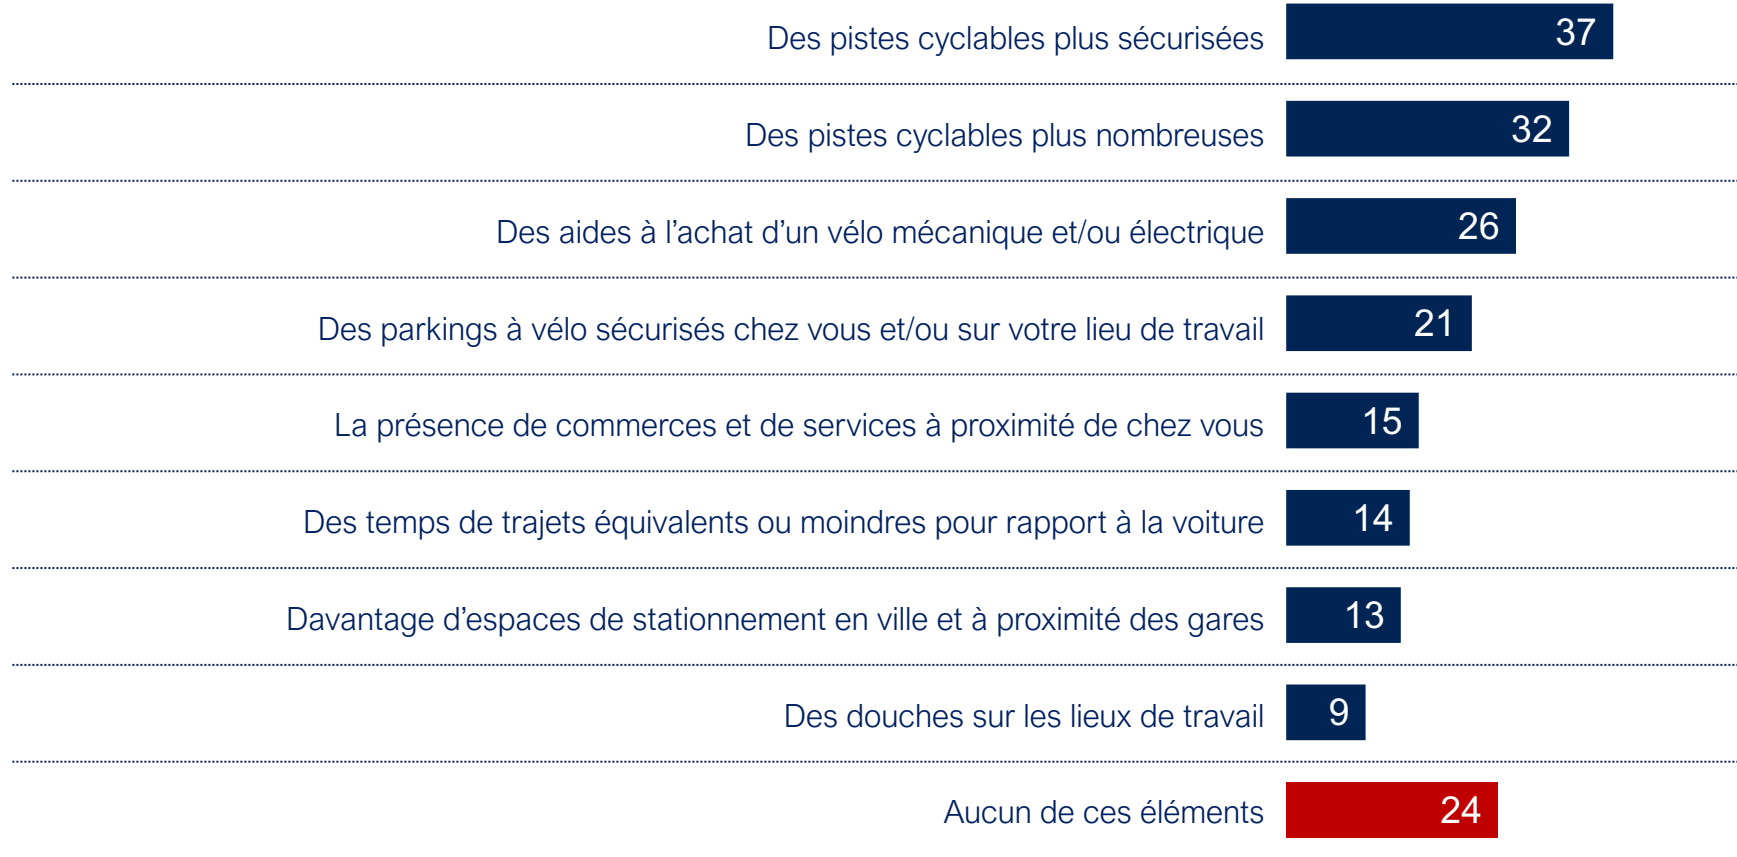 Des pistes cyclables plus sécurisées 37
Des pistes cyclables plus nombreuses 32
Des aides à l’achat d’un vélo mécanique et/ou électrique 26
Des parkings à vélo sécurisés chez vous et/ou sur votre lieu de travail 21
La présence de commerces et de services à proximité de chez vous 15
Des temps de trajets équivalents ou moindres pour rapport à la voiture 14
Davantage d’espaces de stationnement en ville et à proximité des gares 13
Des douches sur les lieux de travail 9
Aucun de ces éléments 24